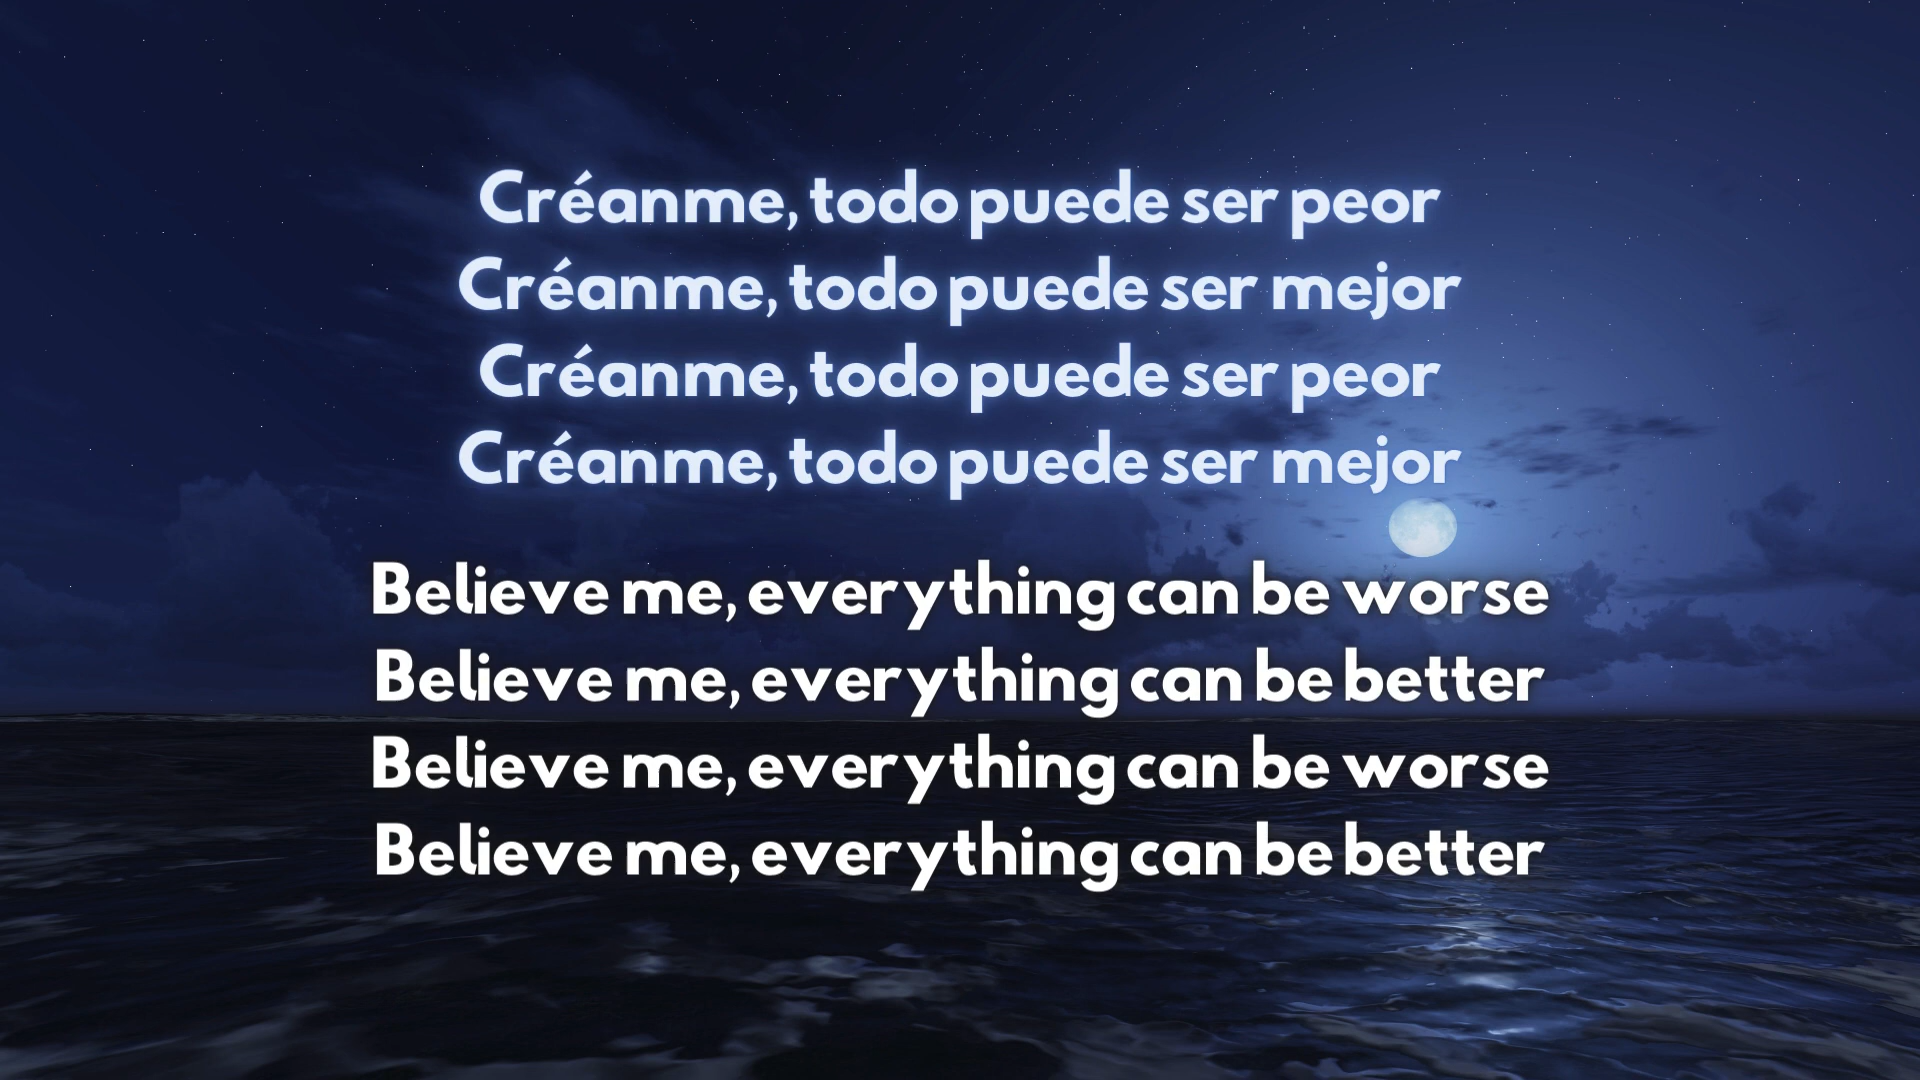 Créanme, todo puede ser peor
Créanme, todo puede ser mejor
Créanme, todo puede ser peor
Créanme, todo puede ser mejor
Believe me, everything can be worse
Believe me, everything can be better
Believe me, everything can be worse
Believe me, everything can be better